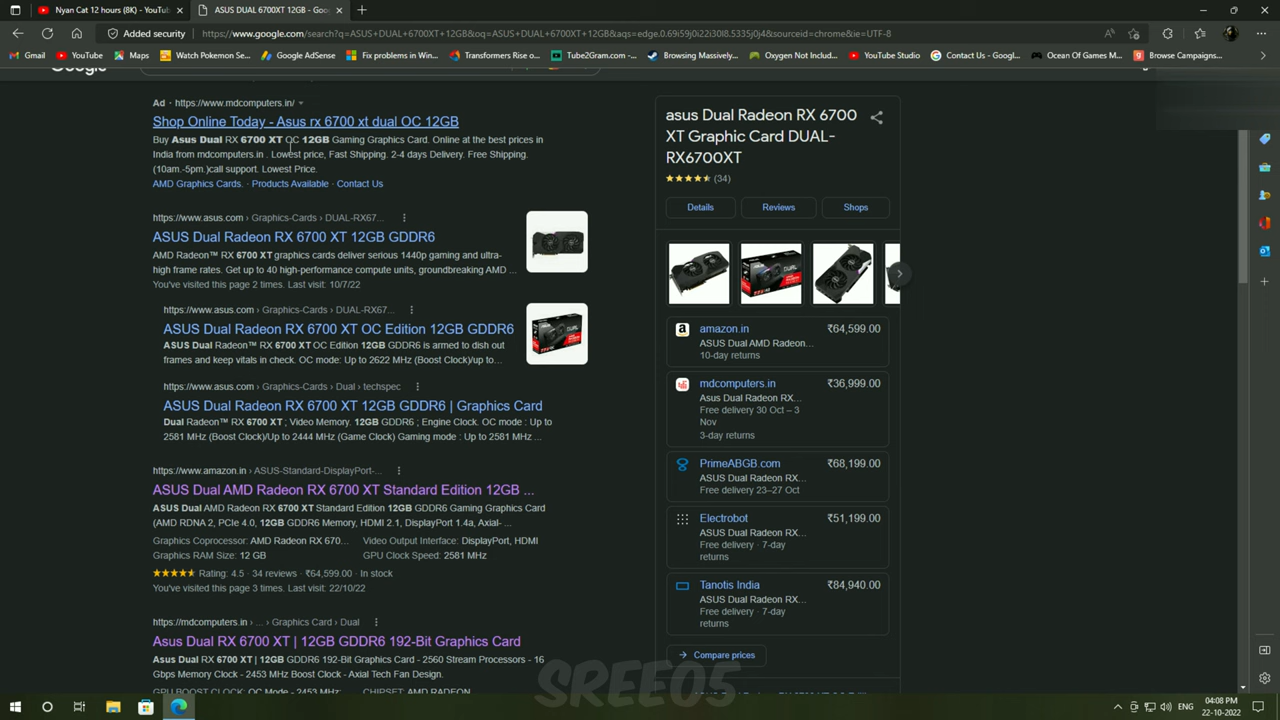 Nyan Cat 12 hours (8K) - YouTu
ASUS DUAL 6700XT 12GB - Goo
Added security
https://www.google.com/search?q=ASUS+DUAL+6700XT+12GB&oq=ASUS+DUAL+6700XT+12GB&aqs=edge.0.69i59j0i22i30l8.5335j0j4&sourceid=chrome&ie=UTF-8
Gmail
YouTube
Maps
Watch Pokemon Se...
Google AdSense
Fix problems in Win...
Transformers Rise o...
Tube2Gram.com -...
Browsing Massively...
Oxygen Not Includ...
YouTube Studio
Contact Us - Googl...
Ocean Of Games M...
Browse Campaigns...
Google
Ad · https://www.mdcomputers.in/
Shop Online Today - Asus rx 6700 xt dual OC 12GB
Buy Asus Dual RX 6700 XT OC 12GB Gaming Graphics Card. Online at the best prices in
India from mdcomputers.in . Lowest price, Fast Shipping. 2-4 days Delivery. Free Shipping.
(10am.-5pm.)call support. Lowest Price.
AMD Graphics Cards. · Products Available · Contact Us
https://www.asus.com › Graphics-Cards › DUAL-RX67...
ASUS Dual Radeon RX 6700 XT 12GB GDDR6
AMD Radeon™ RX 6700 XT graphics cards deliver serious 1440p gaming and ultra-
high frame rates. Get up to 40 high-performance compute units, groundbreaking AMD ...
You've visited this page 2 times. Last visit: 10/7/22
https://www.asus.com › Graphics-Cards › DUAL-RX67...
ASUS Dual Radeon RX 6700 XT OC Edition 12GB GDDR6
ASUS Dual Radeon™ RX 6700 XT OC Edition 12GB GDDR6 is armed to dish out
frames and keep vitals in check. OC mode: Up to 2622 MHz (Boost Clock)/up to...
https://www.asus.com › Graphics-Cards › Dual › techspec
ASUS Dual Radeon RX 6700 XT 12GB GDDR6 | Graphics Card
Dual Radeon™ RX 6700 XT ; Video Memory. 12GB GDDR6 ; Engine Clock. OC mode : Up to
2581 MHz (Boost Clock)/Up to 2444 MHz (Game Clock) Gaming mode : Up to 2581 MHz ...
https://www.amazon.in › ASUS-Standard-DisplayPort-...
ASUS Dual AMD Radeon RX 6700 XT Standard Edition 12GB ...
ASUS Dual AMD Radeon RX 6700 XT Standard Edition 12GB Gaming Graphics Card
(AMD RDNA 2, PCIe 4.0, 12GB GDDR6 Memory, HDMI 2.1, DisplayPort 1.4a, Axial- ...
Graphics Coprocessor: AMD Radeon RX 670... Video Output Interface: DisplayPort, HDMI
Graphics RAM Size: 12 GB GPU Clock Speed: 2581 MHz
Rating: 4.5 · 34 reviews · ₹64,599.00 · In stock
You've visited this page 3 times. Last visit: 22/10/22
https://mdcomputers.in › ... › Graphics Card › Dual
Asus Dual RX 6700 XT | 12GB GDDR6 192-Bit Graphics Card
Asus Dual RX 6700 XT | 12GB GDDR6 192-Bit Graphics Card - 2560 Stream Processors - 16
Gbps Memory Clock - 2453 MHz Boost Clock - Axial Tech Fan Design.
GPU BOOST CLOCK: OC Mode - 2453 MHz CHIPSET: AMD RADEON
asus Dual Radeon RX 6700
XT Graphic Card DUAL-
RX6700XT
(34)
Details
Reviews
Shops
amazon.in ₹64,599.00
ASUS Dual AMD Radeon...
10-day returns
mdcomputers.in ₹36,999.00
Asus Dual Radeon RX...
Free delivery 30 Oct – 3
Nov
3-day returns
PrimeABGB.com ₹68,199.00
ASUS Dual Radeon RX...
Free delivery 23–27 Oct
Electrobot ₹51,199.00
ASUS Dual Radeon RX...
Free delivery · 7-day
returns
Tanotis India ₹84,940.00
ASUS Dual Radeon RX...
Free delivery · 7-day
returns
Compare prices
SREE05
ENG
04:08 PM
22-10-2022